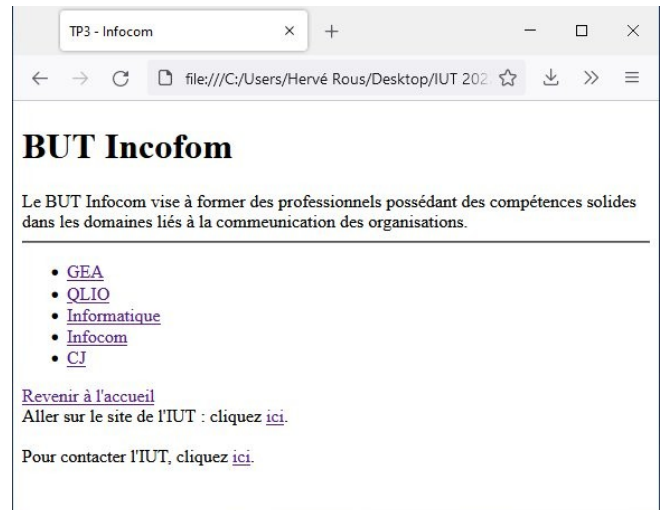 TP3 - Infocom
file:///C:/Users/Hervé Rous/Desktop/IUT 202
BUT Incofom
Le BUT Infocom vise à former des professionnels possédant des compétences solides
dans les domaines liés à la commeunication des organisations.
GEA
QLIO
Informatique
Infocom
CJ
Revenir à l'accueil
Aller sur le site de l'IUT : cliquez ici.
Pour contacter l'IUT, cliquez ici.